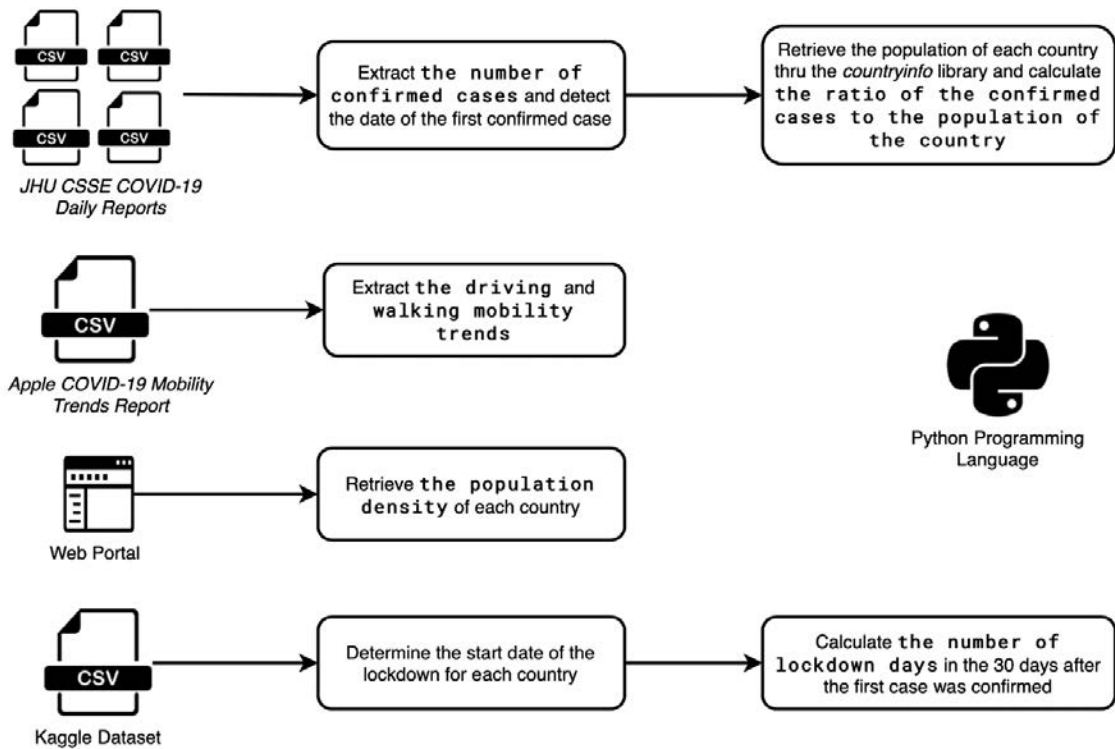 CSV
CSV
CSV
CSV
JHU CSSE COVID-19
Daily Reports
Extract the number of
confirmed cases and detect
the date of the first confirmed case
Retrieve the population of each country
thru the countryinfo library and calculate
the ratio of the confirmed
cases to the population of
the country
CSV
Apple COVID-19 Mobility
Trends Report
Extract the driving and
walking mobility
trends
Python Programming
Language
Web Portal
Retrieve the population
density of each country
CSV
Kaggle Dataset
Determine the start date of the
lockdown for each country
Calculate the number of
lockdown days in the 30 days after
the first case was confirmed